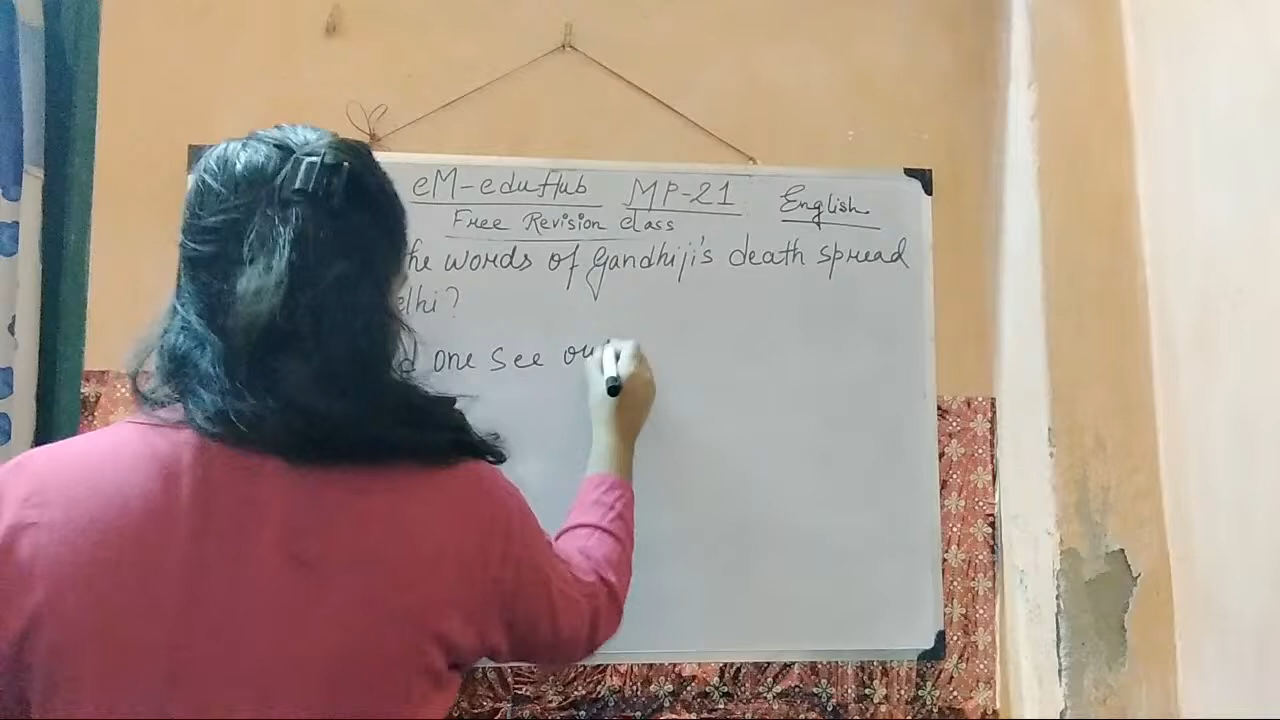 eM-eduHub MP-21 English
Free Revision Class
he words of Gandhiji's death spread
elhi?
d one see ou